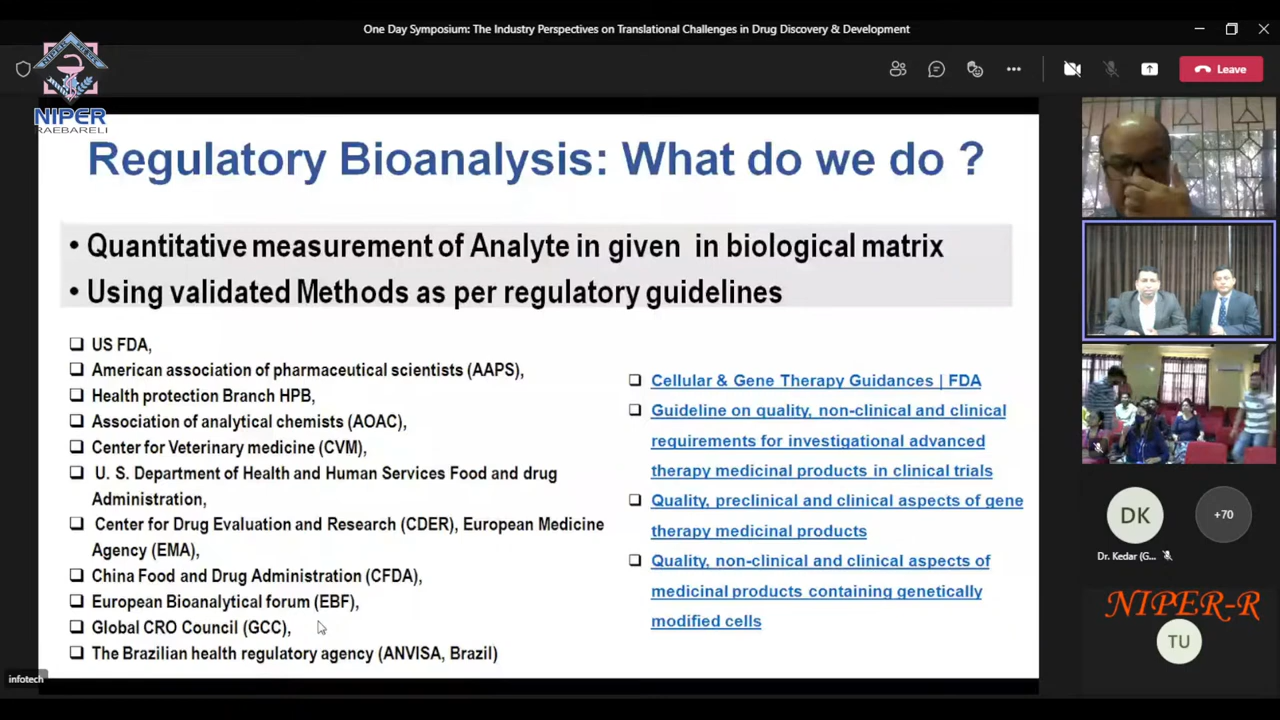 One Day Symposium: The Industry Perspectives on Translational Challenges in Drug Discovery & Development
Leave
NIPER
RAEBARELI
Regulatory Bioanalysis: What do we do ?
• Quantitative measurement of Analyte in given in biological matrix
• Using validated Methods as per regulatory guidelines
US FDA,
American association of pharmaceutical scientists (AAPS),
Health protection Branch HPB,
Association of analytical chemists (AOAC),
Center for Veterinary medicine (CVM),
U. S. Department of Health and Human Services Food and drug
Administration,
Center for Drug Evaluation and Research (CDER), European Medicine
Agency (EMA),
China Food and Drug Administration (CFDA),
European Bioanalytical forum (EBF),
Global CRO Council (GCC),
The Brazilian health regulatory agency (ANVISA, Brazil)
Cellular & Gene Therapy Guidances | FDA
Guideline on quality, non-clinical and clinical
requirements for investigational advanced
therapy medicinal products in clinical trials
Quality, preclinical and clinical aspects of gene
therapy medicinal products
Quality, non-clinical and clinical aspects of
medicinal products containing genetically
modified cells
DK
+70
Dr. Kedar (G...
NIPER-R
TU
infotech